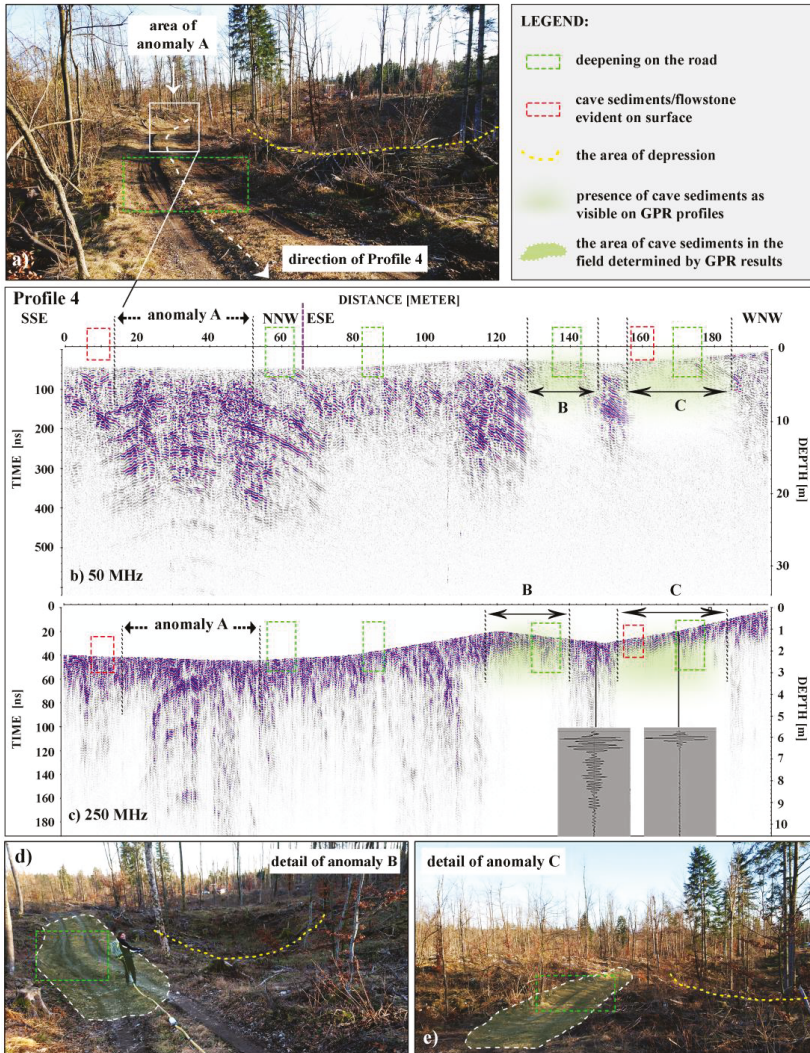 area of
anomaly A
a)
direction of Profile 4
LEGEND:
deepening on the road
cave sediments/flowstone
evident on surface
the area of depression
presence of cave sediments as
visible on GPR profiles
the area of cave sediments in the
field determined by GPR results
Profile 4
DISTANCE [METER]
SSE
anomaly A
NNW
ESE
WNW
0 20 40 60 80 100 120 140 160 180
TIME [ns]
100
200
300
400
500
B
C
0
10
20
30
DEPTH [m]
b) 50 MHz
B
C
anomaly A
TIME [ns]
0
20
40
60
80
100
120
140
160
180
0
1
2
3
4
5
6
7
8
9
10
DEPTH [m]
c) 250 MHz
d)
detail of anomaly B
detail of anomaly C
e)